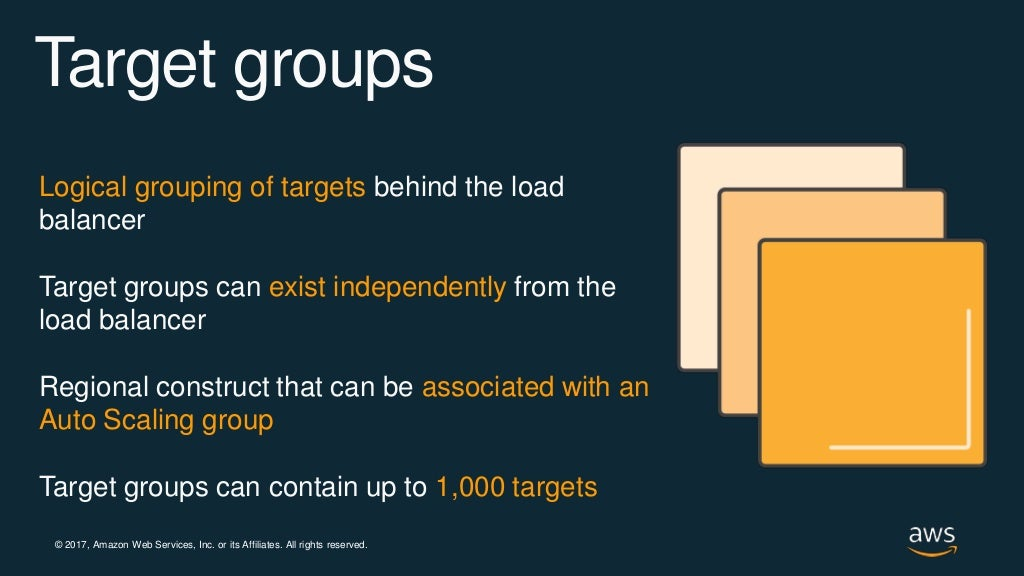 Target groups
Logical grouping of targets behind the load
balancer
Target groups can exist independently from the
load balancer
Regional construct that can be associated with an
Auto Scaling group
Target groups can contain up to 1,000 targets
© 2017, Amazon Web Services, Inc. or its Affiliates. All rights reserved.
aws